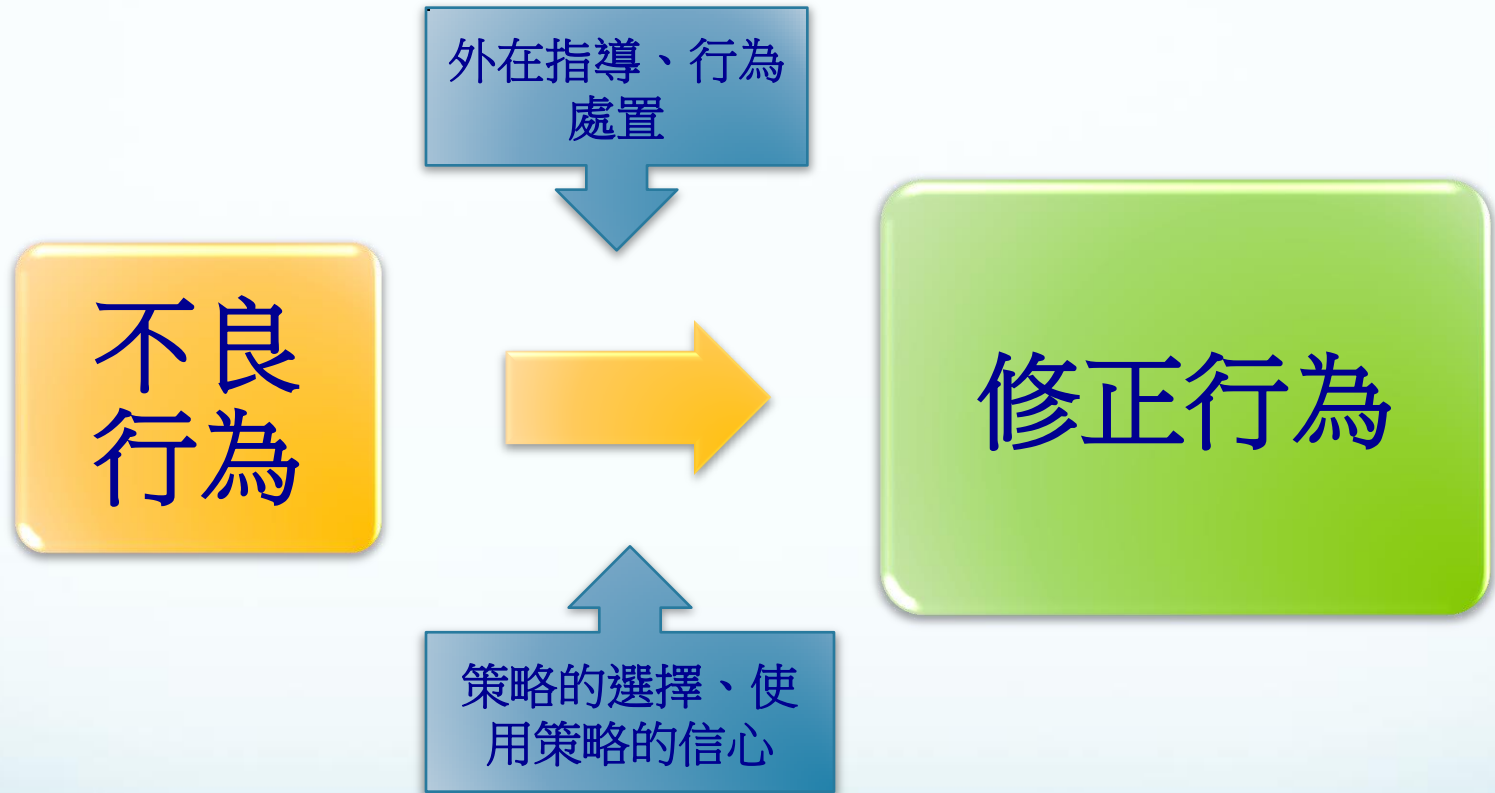 外在指導、行為
處置
不良
行為
修正行為
策略的選擇、使
用策略的信心